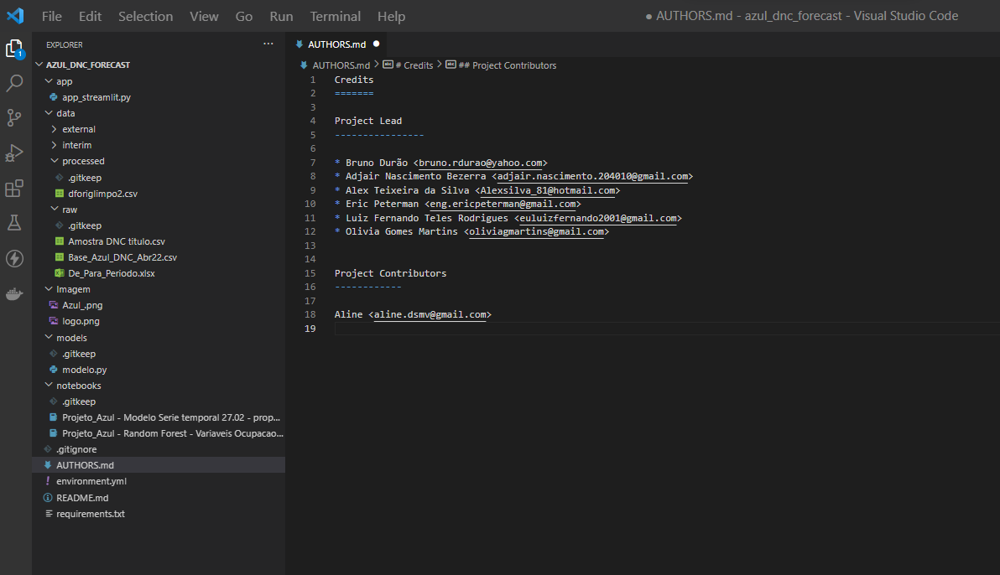 File Edit Selection View Go Run Terminal Help
● AUTHORS.md - azul_dnc_forecast - Visual Studio Code
1
EXPLORER ...
AZUL_DNC_FORECAST
app
app_streamlit.py
data
external
interim
processed
.gitkeep
dforiglimpo2.csv
raw
.gitkeep
Amostra DNC titulo.csv
Base_Azul_DNC_Abr22.csv
De_Para_Periodo.xlsx
Imagem
Azul_.png
logo.png
models
.gitkeep
modelo.py
notebooks
.gitkeep
Projeto_Azul - Modelo Serie temporal 27.02 - prop...
Projeto_Azul - Random Forest - Variaveis Ocupacao...
.gitignore
AUTHORS.md
! environment.yml
README.md
requirements.txt
AUTHORS.md ●
AUTHORS.md > # Credits > ## Project Contributors
1 Credits
2 =======
3
4 Project Lead
5 ----------------
6
7 * Bruno Durão <bruno.rdurao@yahoo.com>
8 * Adjair Nascimento Bezerra <adjair.nascimento.204010@gmail.com>
9 * Alex Teixeira da Silva <Alexsilva_81@hotmail.com>
10 * Eric Peterman <eng.ericpeterman@gmail.com>
11 * Luiz Fernando Teles Rodrigues <euluizfernando2001@gmail.com>
12 * Olivia Gomes Martins <oliviagmartins@gmail.com>
13
14
15 Project Contributors
16 ------------
17
18 Aline <aline.dsmv@gmail.com>
19